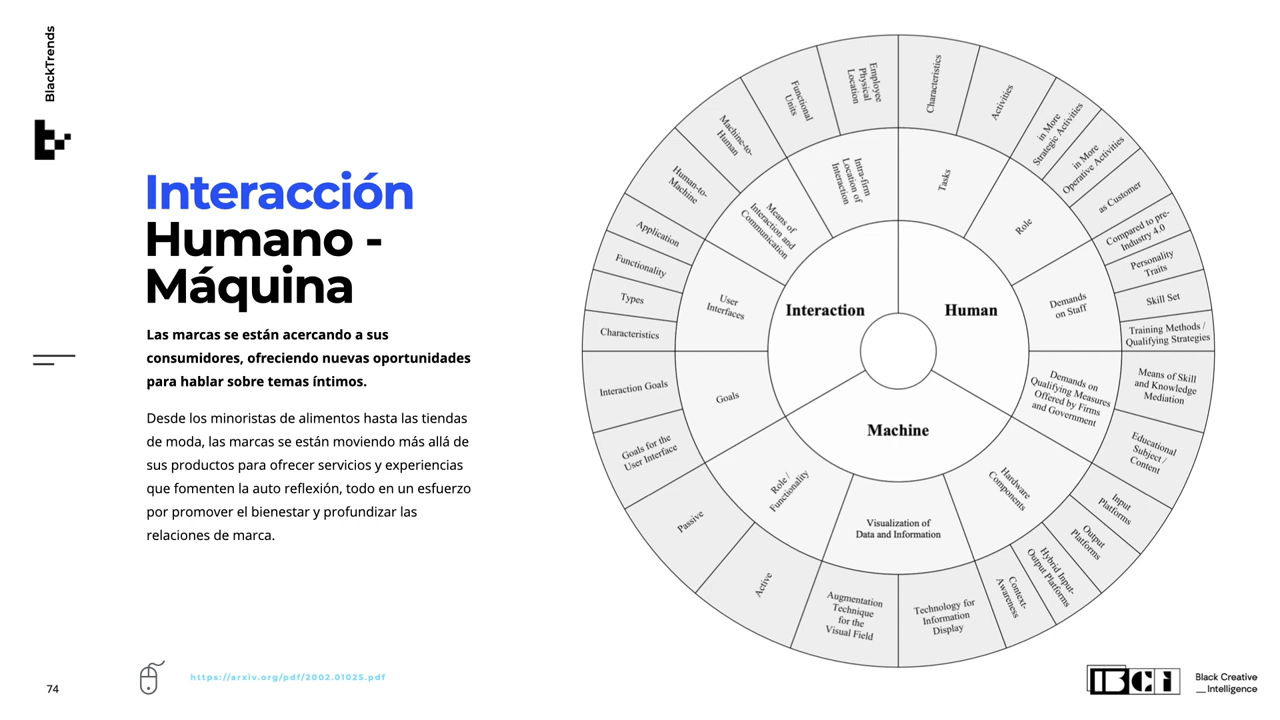 BlackTrends
Interacción
Humano -
Máquina
Las marcas se están acercando a sus
consumidores, ofreciendo nuevas oportunidades
para hablar sobre temas íntimos.
Desde los minoristas de alimentos hasta las tiendas
de moda, las marcas se están moviendo más allá de
sus productos para ofrecer servicios y experiencias
que fomenten la auto reflexión, todo en un esfuerzo
por promover el bienestar y profundizar las
relaciones de marca.
74
https://arxiv.org/pdf/2002.01025.pdf
Interaction
Human
Machine
Tasks
Role
Demands
on Staff
Demands on
Qualifying Measures
Offered by Firms
and Government
Hardware
Components
Visualization of
Data and Information
Role /
Functionality
Goals
User
Interfaces
Means of
Interaction and
Communication
Intra-firm
Location of
Interaction
Characteristics
Activities
in More
Strategic Activities
in More
Operative Activities
as Customer
Compared to pre-
Industry 4.0
Personality
Traits
Skill Set
Training Methods /
Qualifying Strategies
Means of Skill
and Knowledge
Mediation
Educational
Subject /
Content
Input
Platforms
Output
Platforms
Hybrid Input-
Output Platforms
Context-
Awareness
Technology for
Information
Display
Augmentation
Technique
for the
Visual Field
Active
Passive
Goals for the
User Interface
Interaction Goals
Characteristics
Types
Functionality
Application
Human-to-
Machine
Machine-to-
Human
Functional
Units
Employee
Physical
Location
BCi
Black Creative
__Intelligence